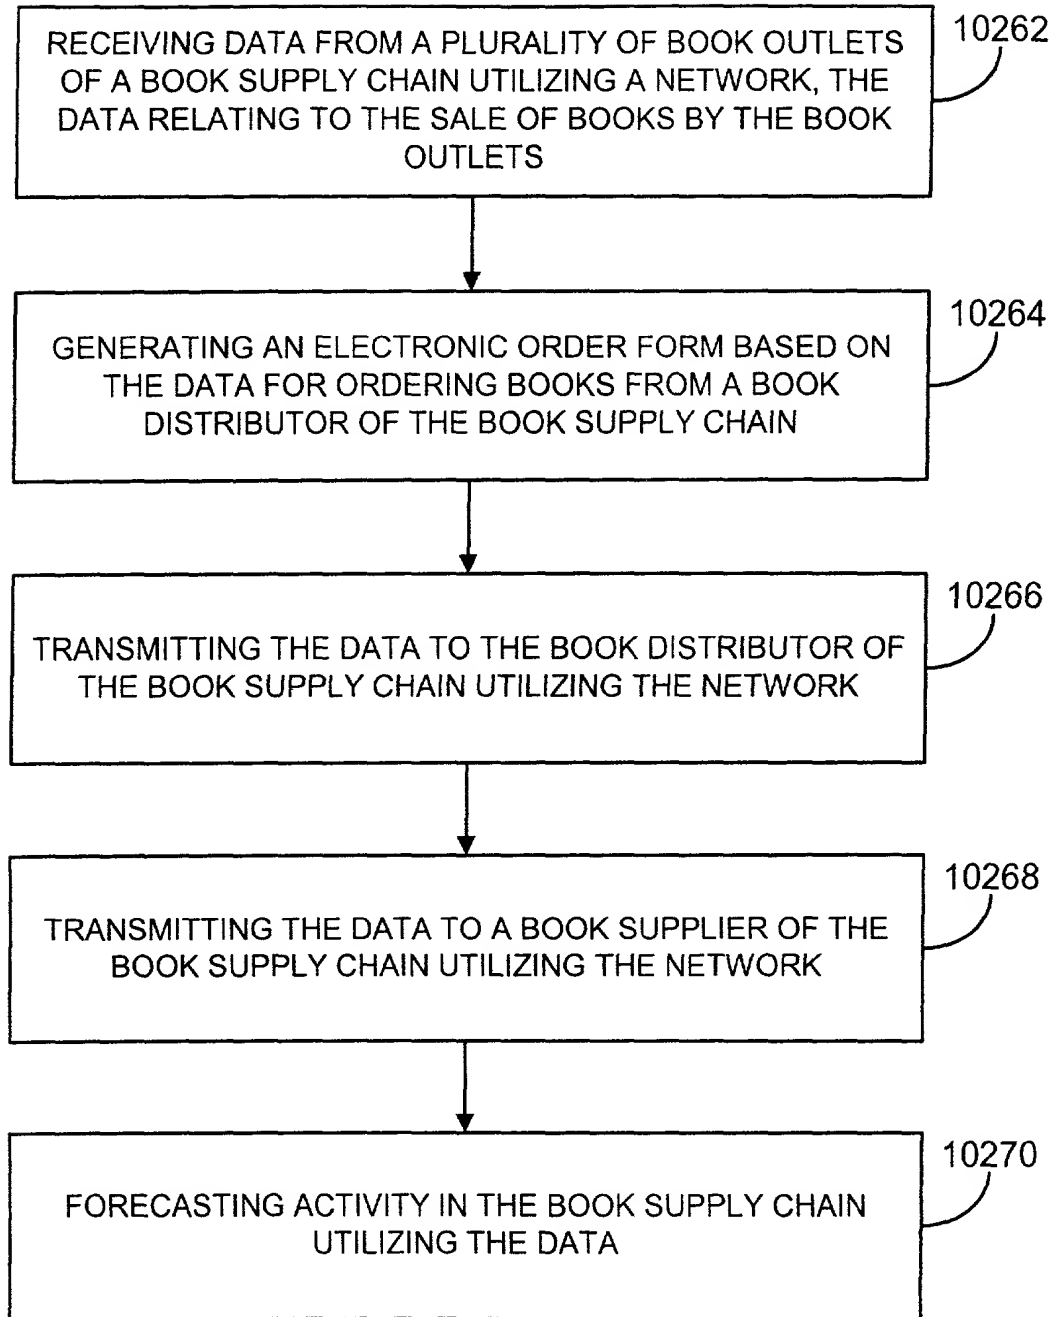 RECEIVING DATA FROM A PLURALITY OF BOOK OUTLETS
OF A BOOK SUPPLY CHAIN UTILIZING A NETWORK, THE
DATA RELATING TO THE SALE OF BOOKS BY THE BOOK
OUTLETS
10262
GENERATING AN ELECTRONIC ORDER FORM BASED ON
THE DATA FOR ORDERING BOOKS FROM A BOOK
DISTRIBUTOR OF THE BOOK SUPPLY CHAIN
10264
TRANSMITTING THE DATA TO THE BOOK DISTRIBUTOR OF
THE BOOK SUPPLY CHAIN UTILIZING THE NETWORK
10266
TRANSMITTING THE DATA TO A BOOK SUPPLIER OF THE
BOOK SUPPLY CHAIN UTILIZING THE NETWORK
10268
FORECASTING ACTIVITY IN THE BOOK SUPPLY CHAIN
UTILIZING THE DATA
10270